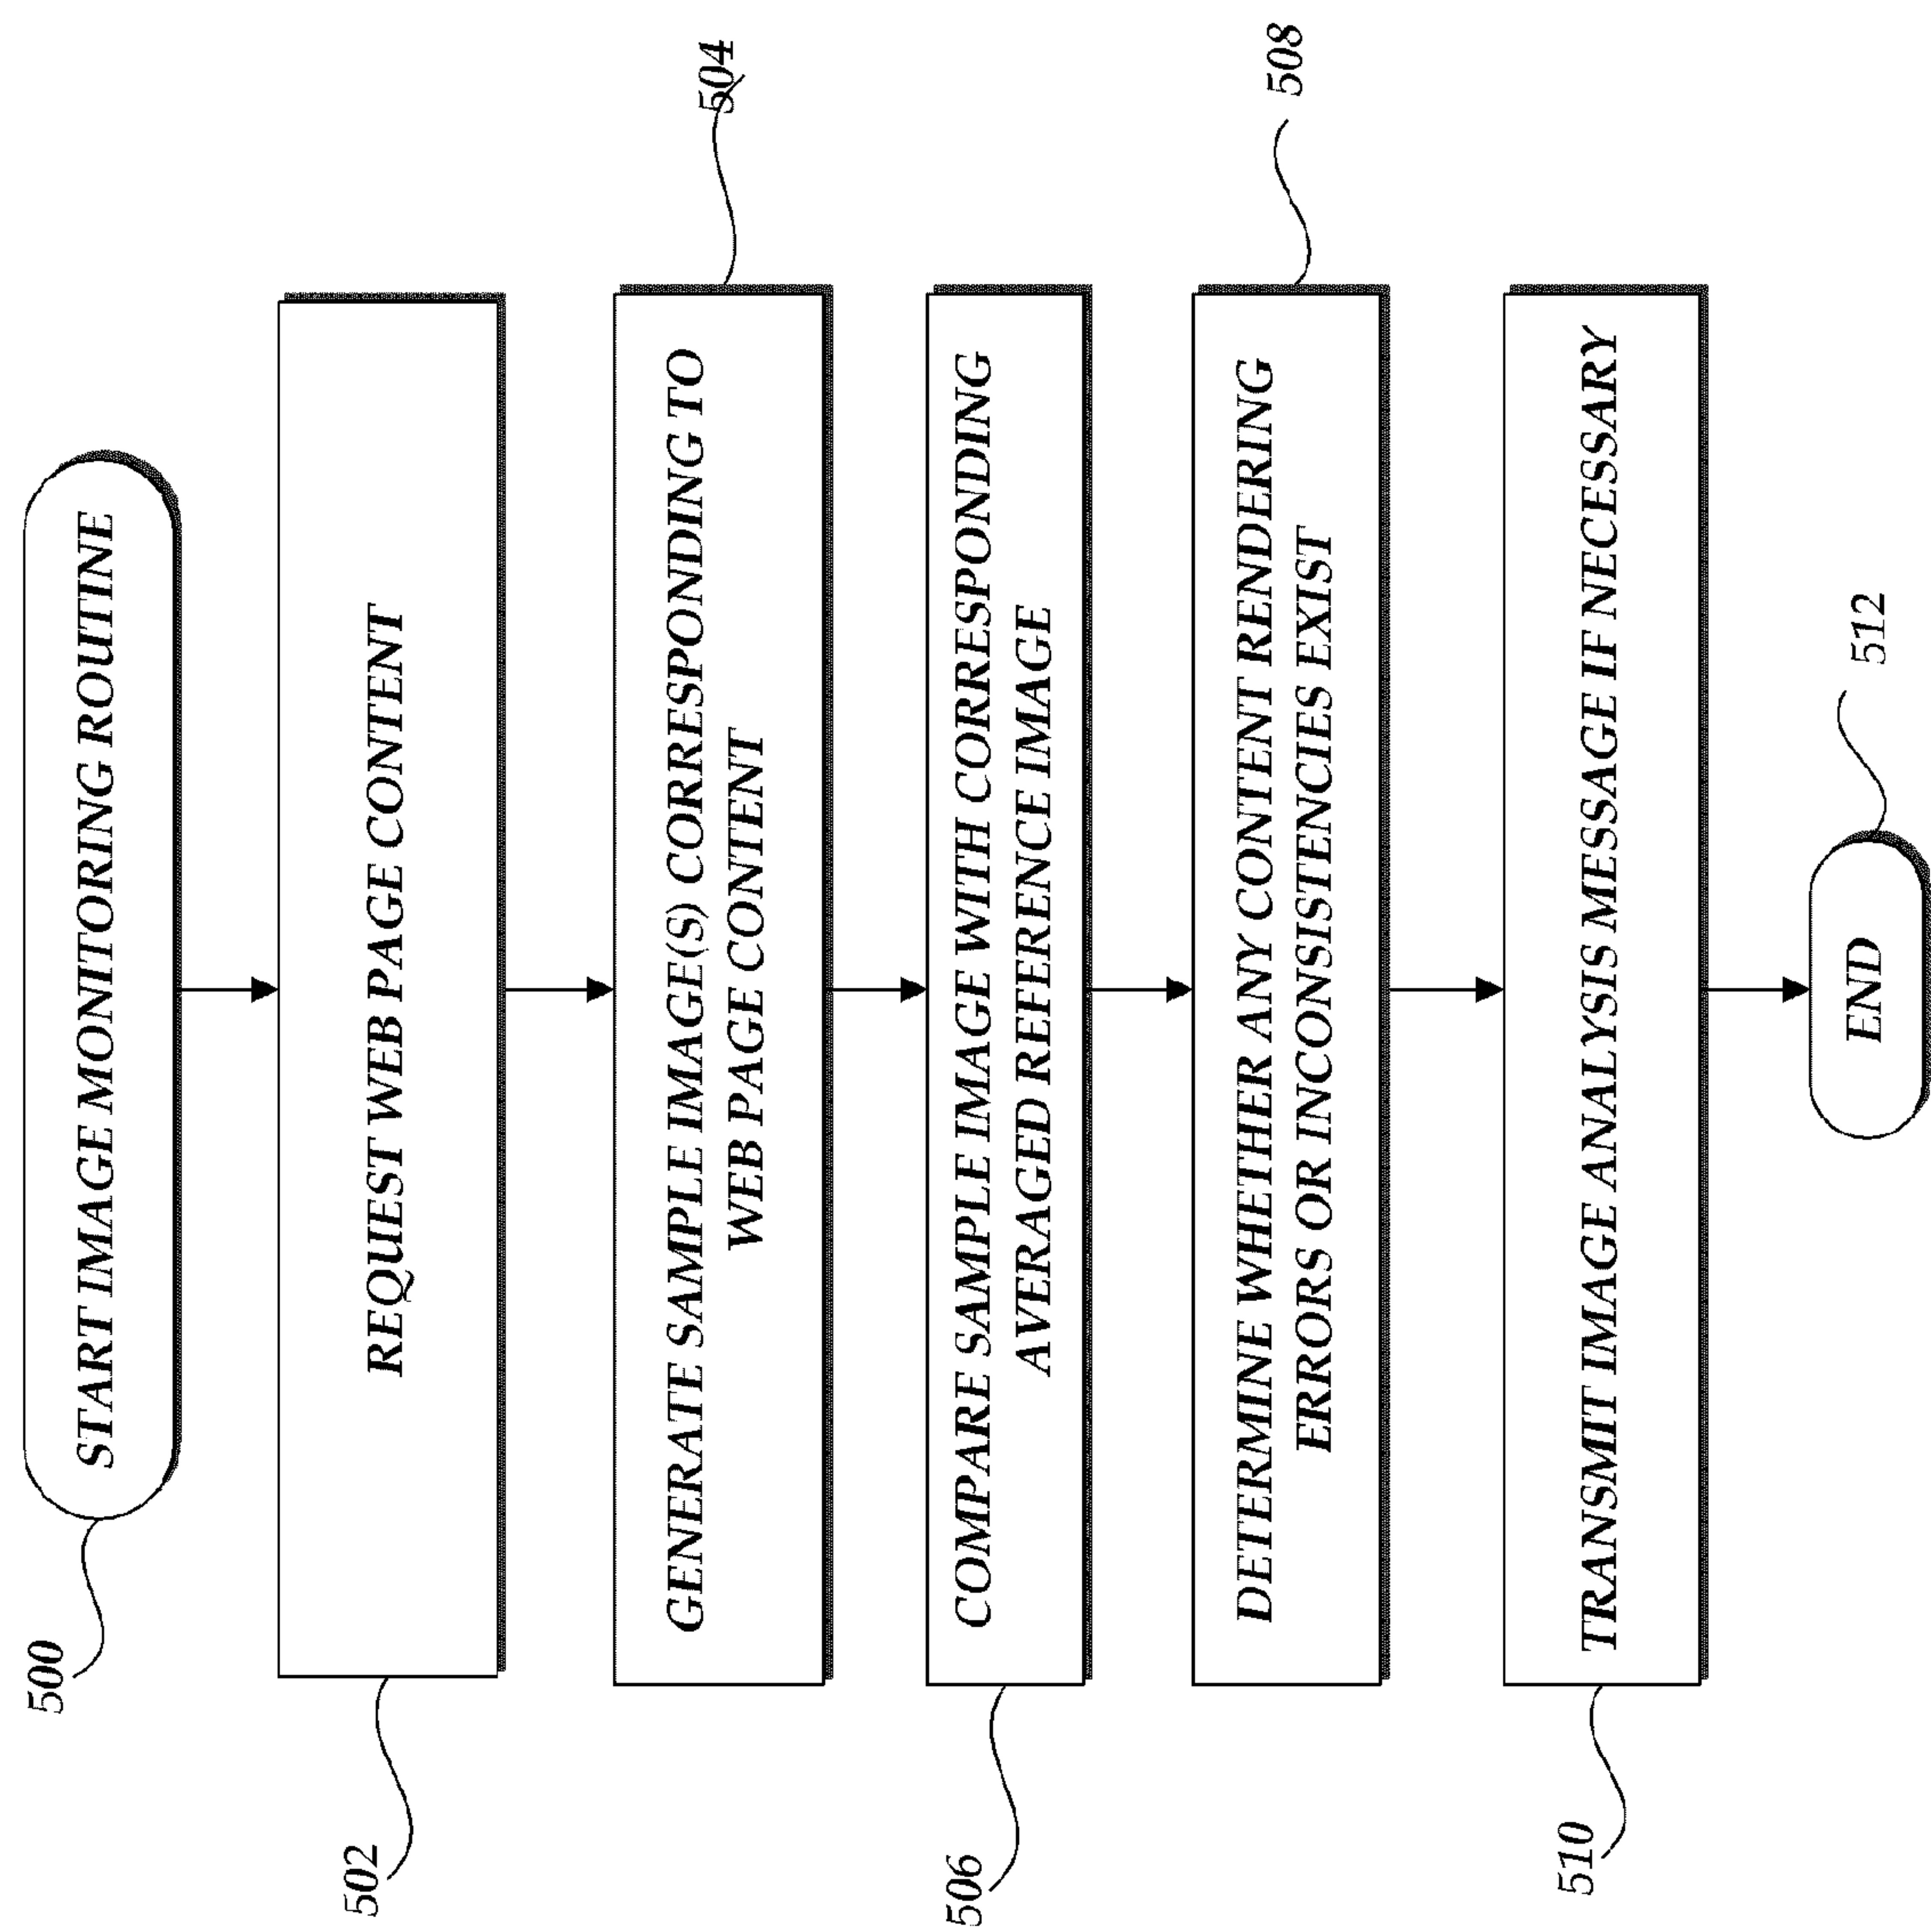 START IMAGE MONITORING ROUTINE
500
REQUEST WEB PAGE CONTENT
502
GENERATE SAMPLE IMAGE(S) CORRESPONDING TO
WEB PAGE CONTENT
504
COMPARE SAMPLE IMAGE WITH CORRESPONDING
AVERAGED REFERENCE IMAGE
506
DETERMINE WHETHER ANY CONTENT RENDERING
ERRORS OR INCONSISTENCIES EXIST
508
TRANSMIT IMAGE ANALYSIS MESSAGE IF NECESSARY
510
END
512